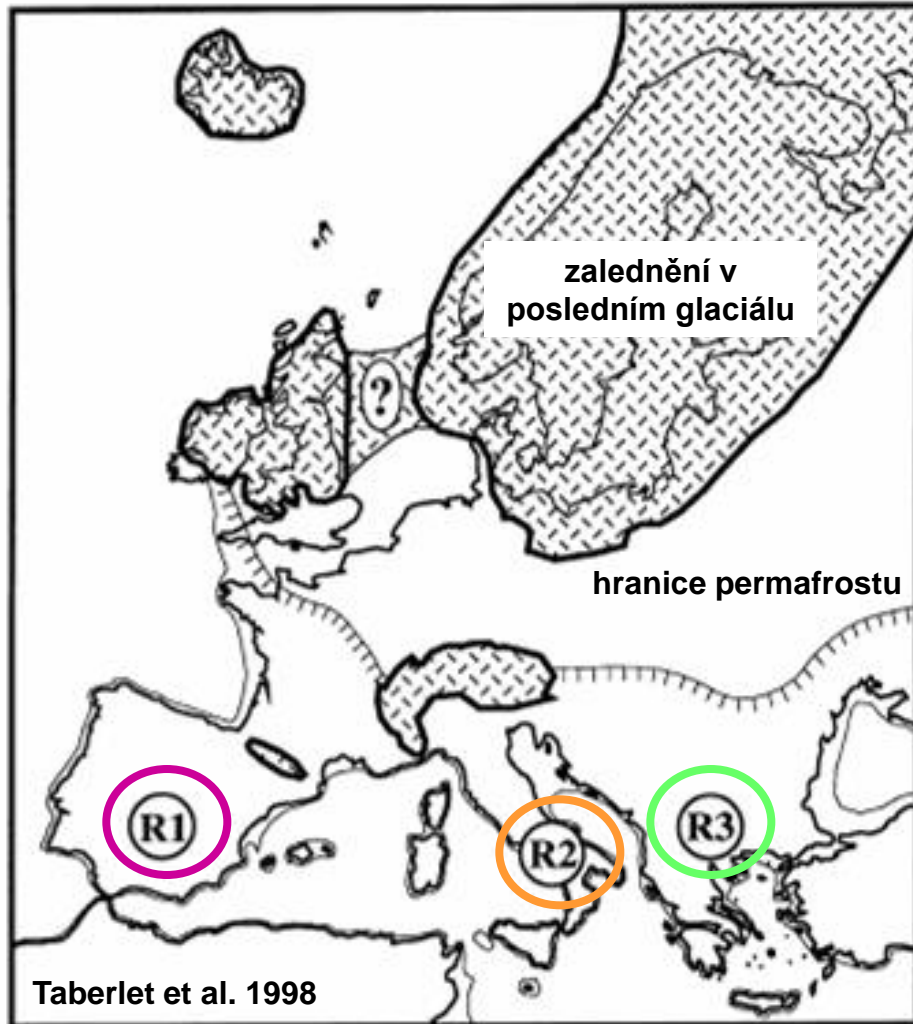 zalednění v
posledním glaciálu
?
hranice permafrostu
R1
R2
R3
Taberlet et al. 1998